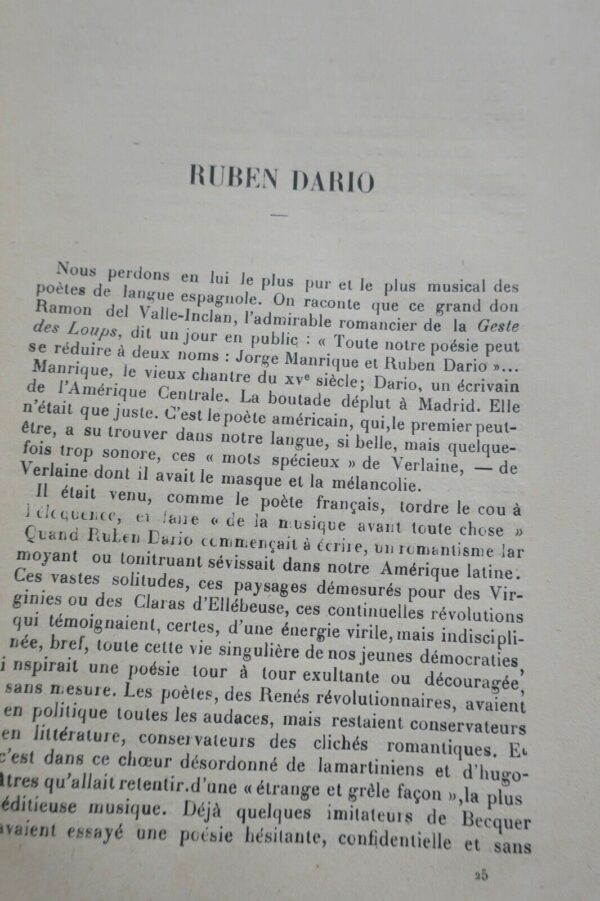 RUBEN DARIO
Nous perdons en lui le plus pur et le plus musical des
poètes de langue espagnole. On raconte que ce grand don
Ramon del Valle-Inclan, l'admirable romancier de la Geste
des Loups, dit un jour en public : « Toute notre poésie peut
se réduire à deux noms : Jorge Manrique et Ruben Dario »...
Manrique, le vieux chantre du XVe siècle; Dario, un écrivain
de l'Amérique Centrale. La boutade déplut à Madrid. Elle
n'était que juste. C'est le poète américain, qui, le premier peut-
être, a su trouver dans notre langue, si belle, mais quelque-
fois trop sonore, ces « mots spécieux » de Verlaine, — de
Verlaine dont il avait le masque et la mélancolie.
Il était venu, comme le poète français, tordre le cou à
l'éloquence, et faire « de la musique avant toute chose »
Quand Ruben Dario commençait à écrire, un romantisme lar
moyant ou tonitruant sévissait dans notre Amérique latine.
Ces vastes solitudes, ces paysages démesurés pour des Vir-
ginies ou des Claras d'Ellébeuse, ces continuelles révolutions
qui témoignaient, certes, d'une énergie virile, mais indiscipli-
née, bref, toute cette vie singulière de nos jeunes démocraties,
inspirait une poésie tour à tour exultante ou découragée,
sans mesure. Les poètes, des Renés révolutionnaires, avaient
en politique toutes les audaces, mais restaient conservateurs
en littérature, conservateurs des clichés romantiques. Et
c'est dans ce chœur désordonné de lamartiniens et d'hugo-
lâtres qu'allait retentir.d'une « étrange et grêle façon », la plus
séditieuse musique. Déjà quelques imitateurs de Becquer
avaient essayé une poésie hésitante, confidentielle et sans
25